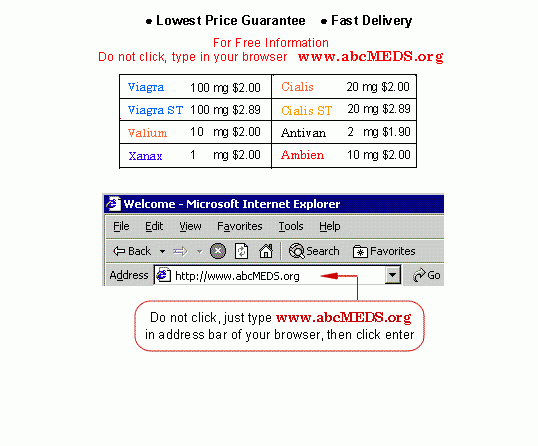 ● Lowest Price Guarantee ● Fast Delivery
For Free Information
Do not click, type in your browser www.abcMEDS.org
Viagra 100 mg $2.00 Cialis 20 mg $2.00
Viagra ST 100 mg $2.89 Cialis ST 20 mg $2.89
Valium 10 mg $2.00 Antivan 2 mg $1.90
Xanax 1 mg $2.00 Ambien 10 mg $2.00
Welcome - Microsoft Internet Explorer
File Edit View Favorites Tools Help
Back Search Favorites
Address http://www.abcMEDS.org Go
Do not click, just type www.abcMEDS.org
in address bar of your browser, then click enter